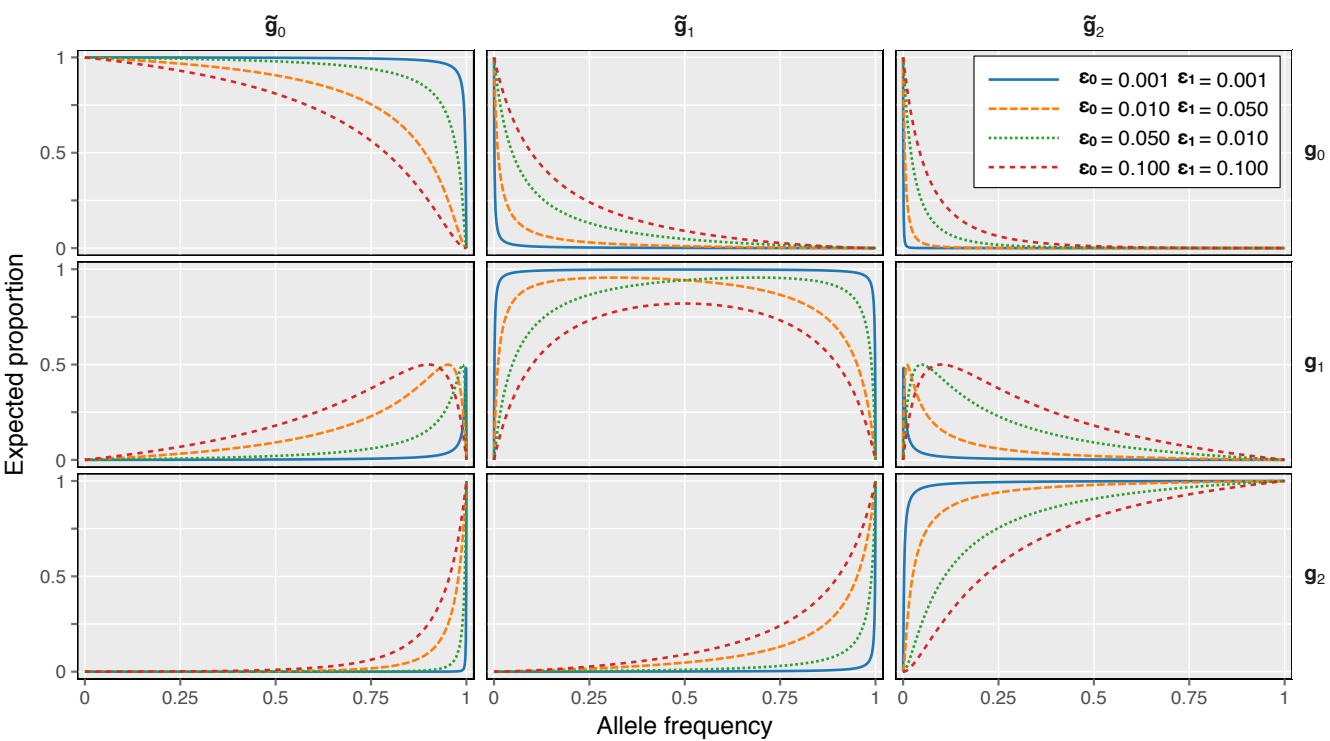 g̃₀ g̃₁ g̃₂
ε₀ = 0.001 ε₁ = 0.001
ε₀ = 0.010 ε₁ = 0.050
ε₀ = 0.050 ε₁ = 0.010
ε₀ = 0.100 ε₁ = 0.100
1
0.5
0
g₀
1
0.5
0
g₁
1
0.5
0
g₂
Expected proportion
0 0.25 0.5 0.75 1 0 0.25 0.5 0.75 1 0 0.25 0.5 0.75 1
Allele frequency